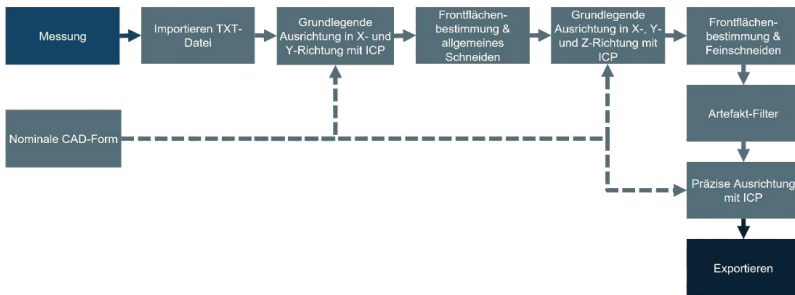 Messung
Importieren TXT-
Datei
Grundlegende
Ausrichtung in X- und
Y-Richtung mit ICP
Frontflächen-
bestimmung &
allgemeines
Schneiden
Grundlegende
Ausrichtung in X-, Y-
und Z-Richtung mit
ICP
Frontflächen-
bestimmung &
Feinschneiden
Nominale CAD-Form
Artefakt-Filter
Präzise Ausrichtung
mit ICP
Exportieren